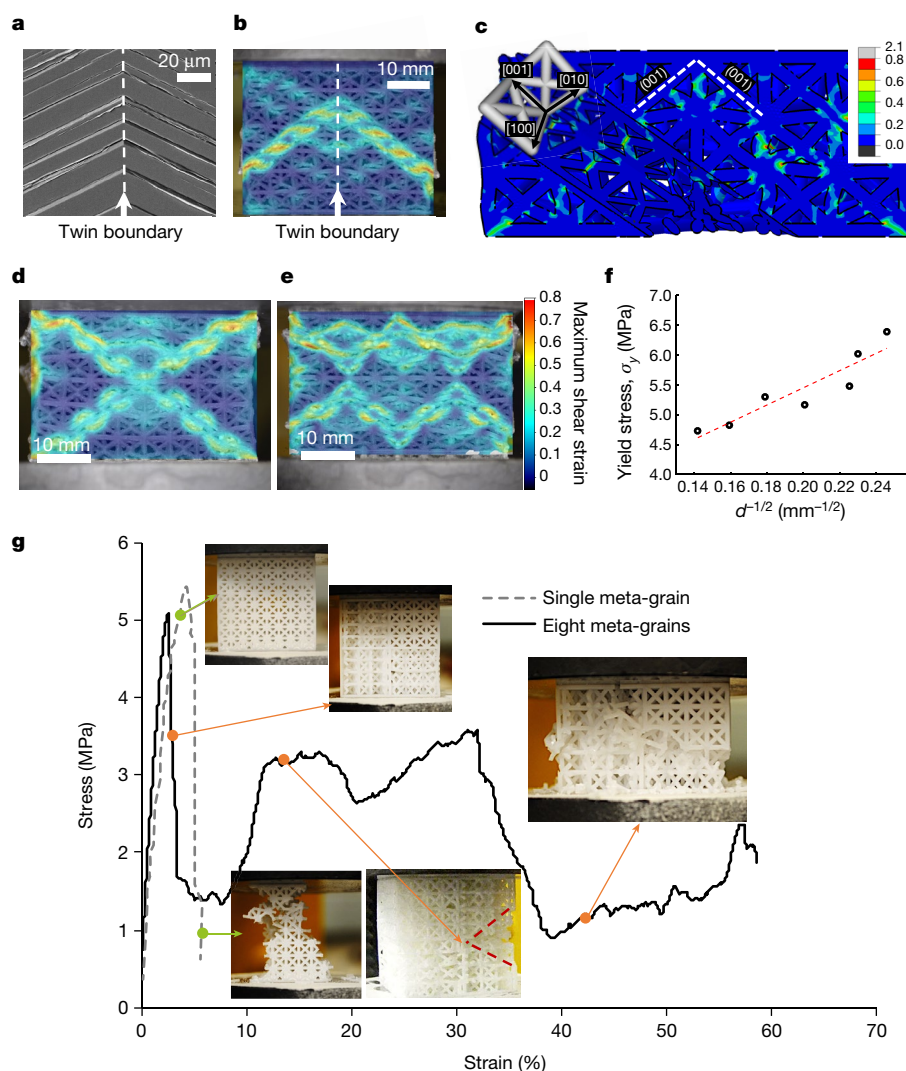 a
20 μm
Twin boundary
b
10 mm
Twin boundary
c
[001]
[010]
[100]
(001)
(001)
2.1
0.8
0.6
0.4
0.2
0.0
d
10 mm
e
10 mm
0.8
0.7
0.6
0.5
0.4
0.3
0.2
0.1
0
Maximum shear strain
f
7.0
6.5
6.0
5.5
5.0
4.5
4.0
Yield stress, σy (MPa)
0.14 0.16 0.18 0.20 0.22 0.24
d−1/2 (mm−1/2)
g
6
5
4
3
2
1
0
Stress (MPa)
Single meta-grain
Eight meta-grains
0 10 20 30 40 50 60 70
Strain (%)